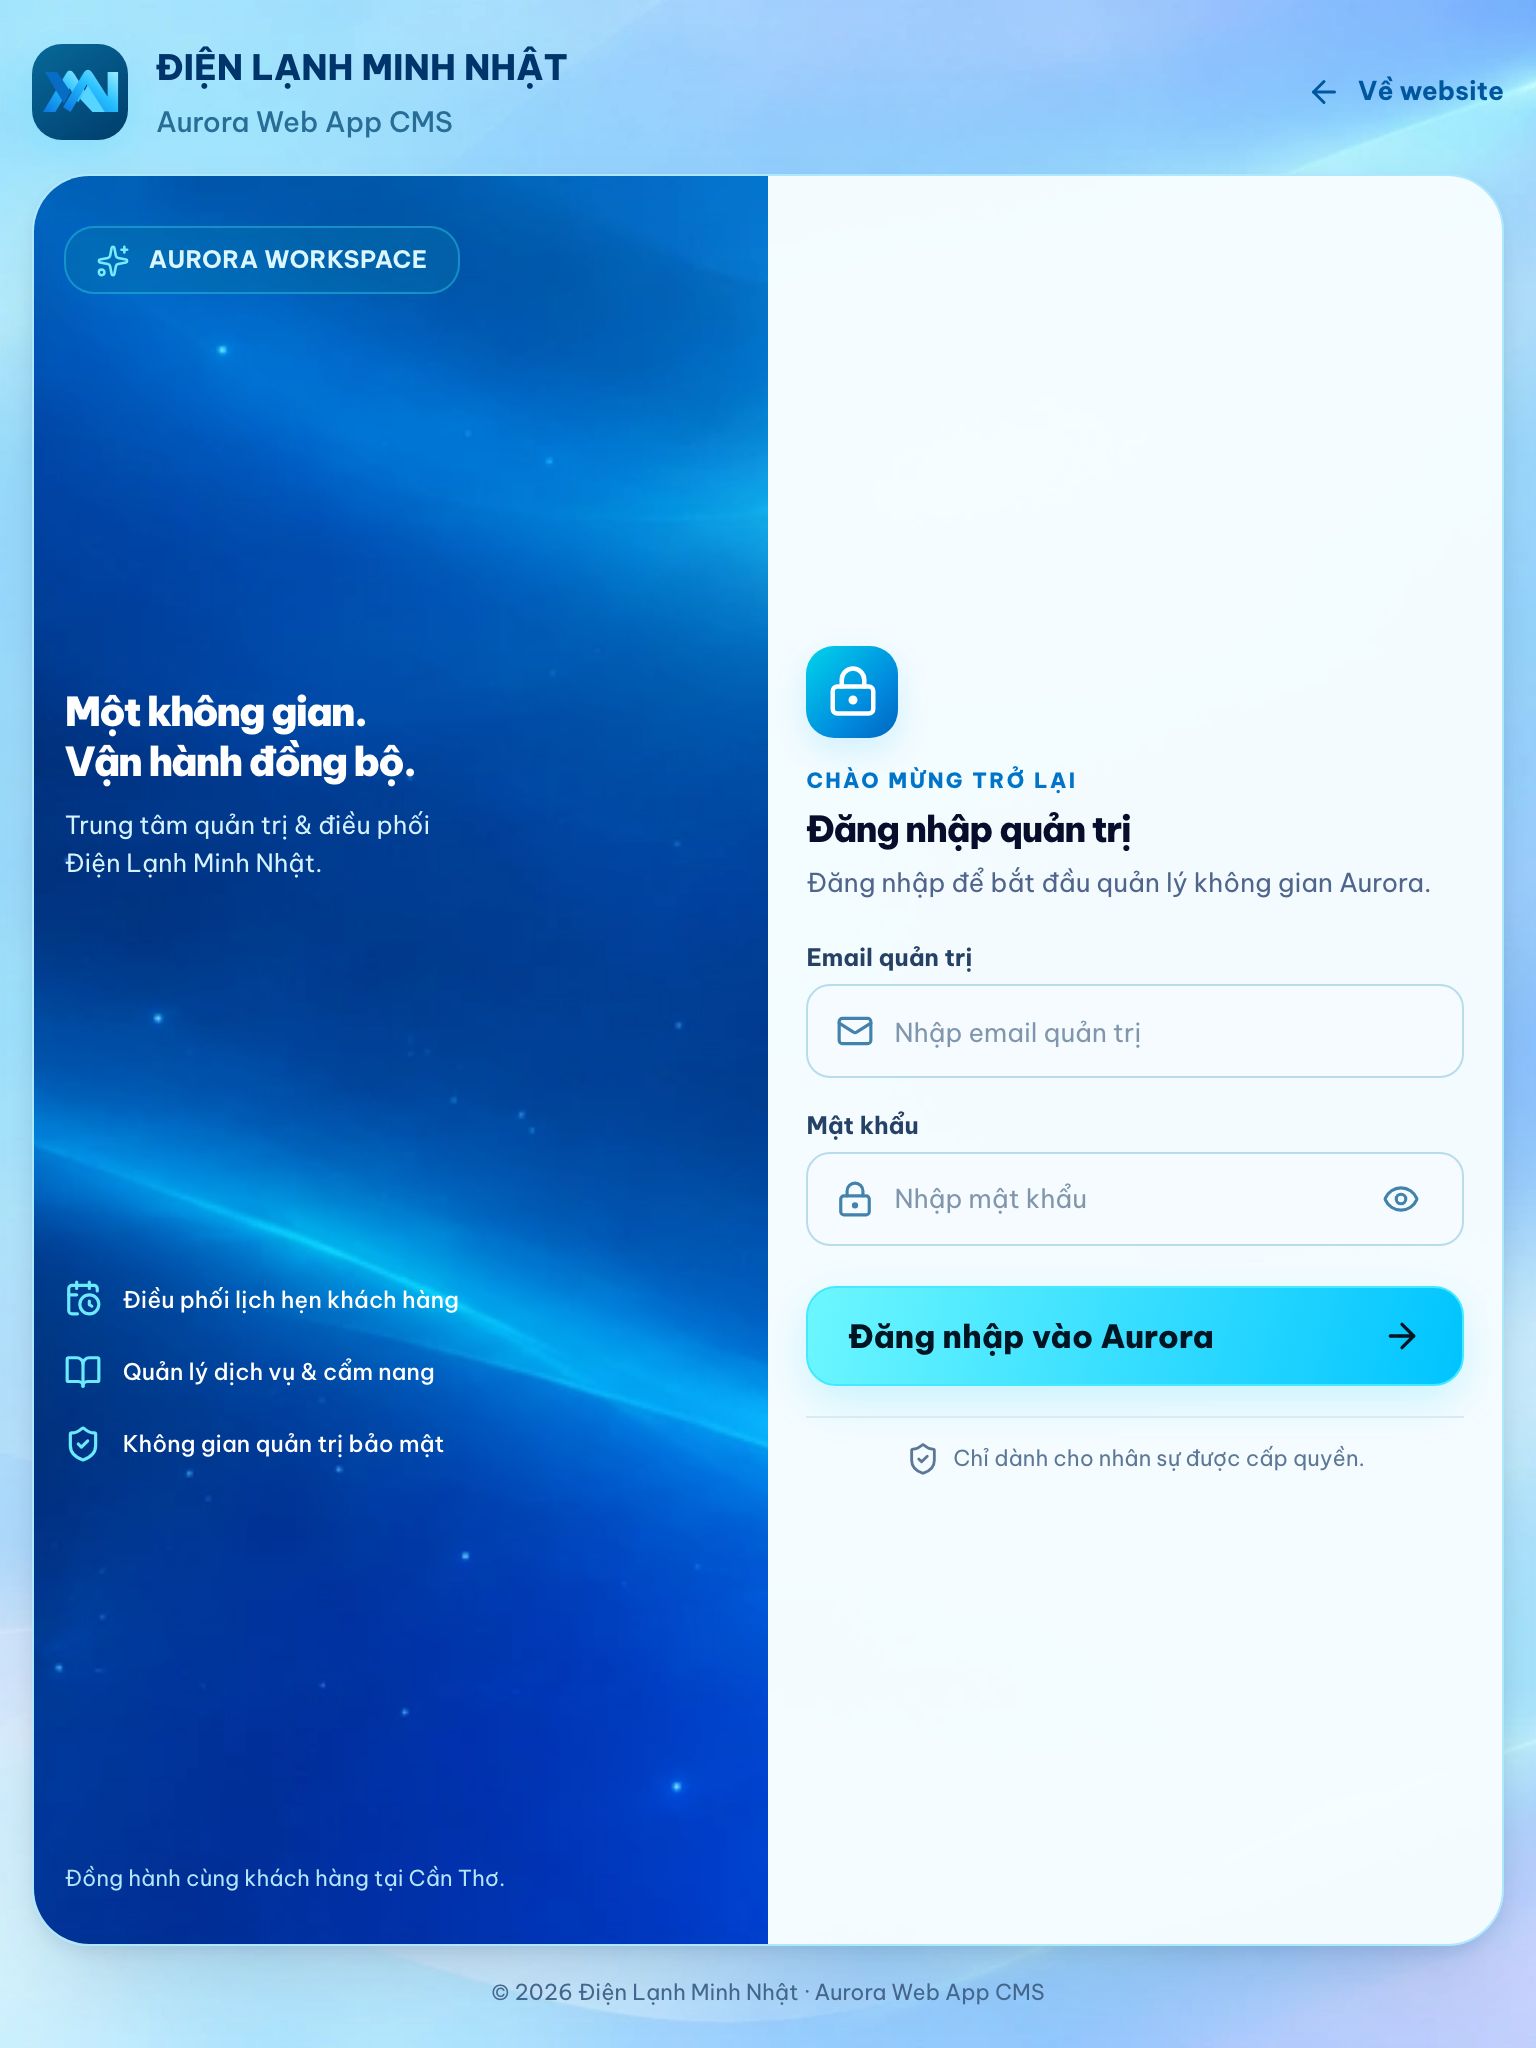 ĐIỆN LẠNH MINH NHẬT
Aurora Web App CMS
Về website
AURORA WORKSPACE
Một không gian.
Vận hành đồng bộ.
Trung tâm quản trị & điều phối
Điện Lạnh Minh Nhật.
Điều phối lịch hẹn khách hàng
Quản lý dịch vụ & cẩm nang
Không gian quản trị bảo mật
Đồng hành cùng khách hàng tại Cần Thơ.
CHÀO MỪNG TRỞ LẠI
Đăng nhập quản trị
Đăng nhập để bắt đầu quản lý không gian Aurora.
Email quản trị
Nhập email quản trị
Mật khẩu
Nhập mật khẩu
Đăng nhập vào Aurora
Chỉ dành cho nhân sự được cấp quyền.
© 2026 Điện Lạnh Minh Nhật · Aurora Web App CMS